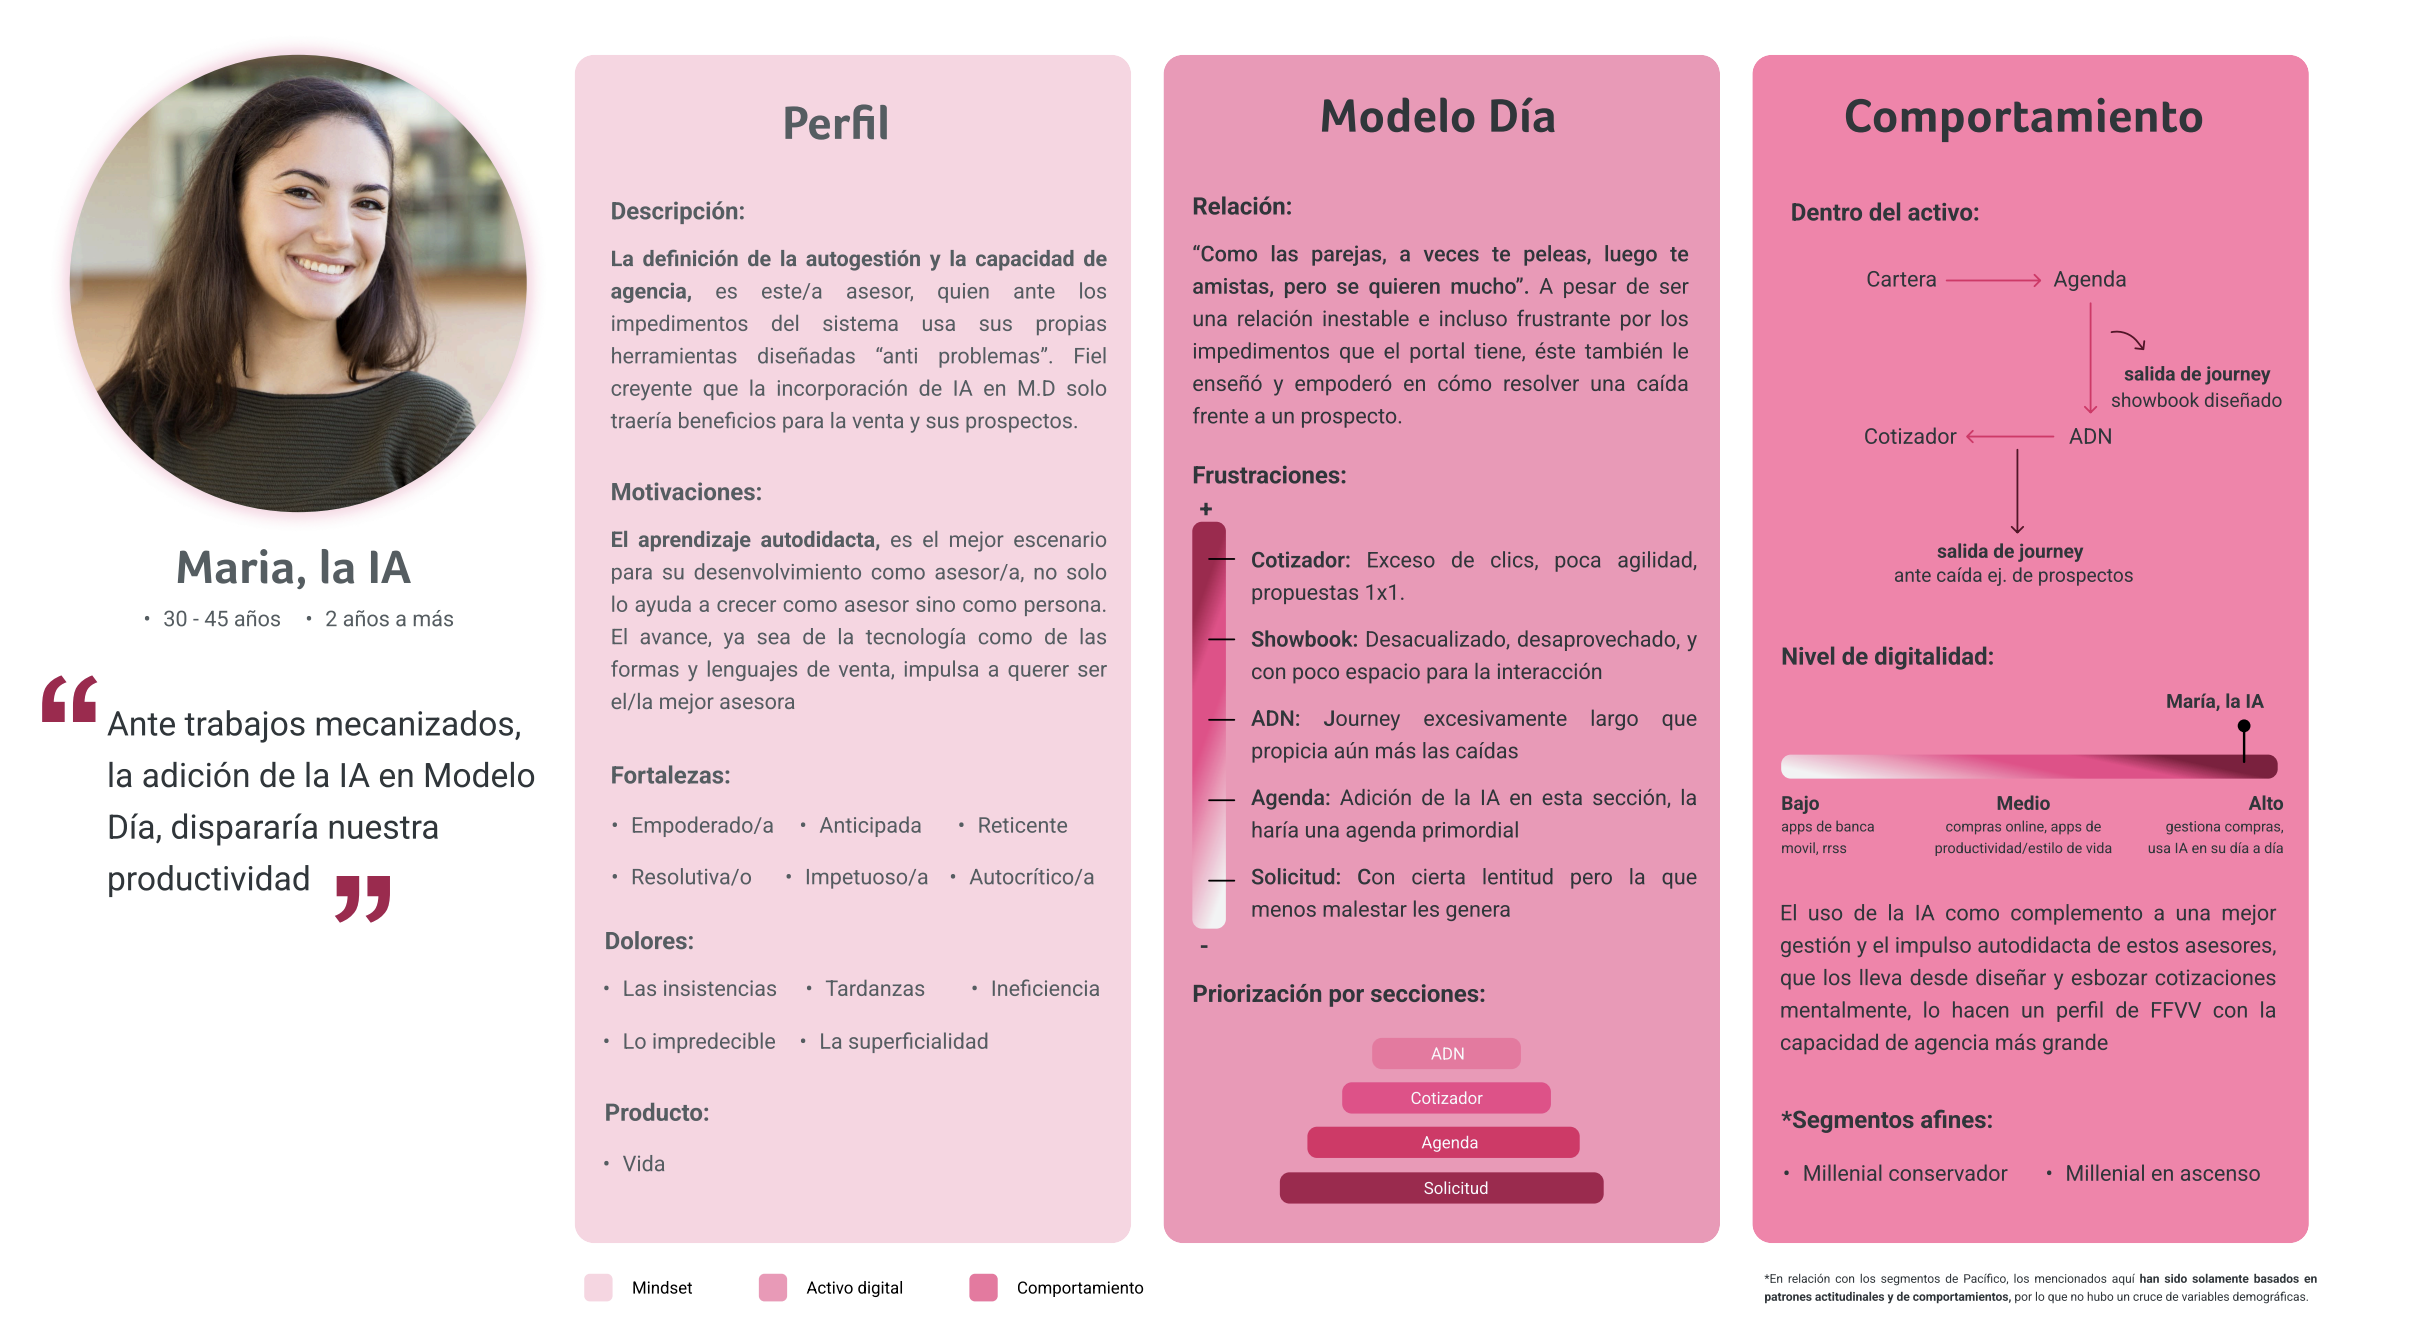 Maria, la IA
• 30 - 45 años • 2 años a más
“
Ante trabajos mecanizados,
la adición de la IA en Modelo
Día, dispararía nuestra
productividad
”
Perfil
Descripción:
La definición de la autogestión y la capacidad de
agencia, es este/a asesor, quien ante los
impedimentos del sistema usa sus propias
herramientas diseñadas “anti problemas”. Fiel
creyente que la incorporación de IA en M.D solo
traería beneficios para la venta y sus prospectos.
Motivaciones:
El aprendizaje autodidacta, es el mejor escenario
para su desenvolvimiento como asesor/a, no solo
lo ayuda a crecer como asesor sino como persona.
El avance, ya sea de la tecnología como de las
formas y lenguajes de venta, impulsa a querer ser
el/la mejor asesora
Fortalezas:
• Empoderado/a • Anticipada • Reticente
• Resolutiva/o • Impetuoso/a • Autocrítico/a
Dolores:
• Las insistencias • Tardanzas • Ineficiencia
• Lo impredecible • La superficialidad
Producto:
• Vida
Modelo Día
Relación:
“Como las parejas, a veces te peleas, luego te
amistas, pero se quieren mucho”. A pesar de ser
una relación inestable e incluso frustrante por los
impedimentos que el portal tiene, éste también le
enseñó y empoderó en cómo resolver una caída
frente a un prospecto.
Frustraciones:
+
Cotizador: Exceso de clics, poca agilidad,
propuestas 1x1.
Showbook: Desacualizado, desaprovechado, y
con poco espacio para la interacción
ADN: Journey excesivamente largo que
propicia aún más las caídas
Agenda: Adición de la IA en esta sección, la
haría una agenda primordial
Solicitud: Con cierta lentitud pero la que
menos malestar les genera
-
Priorización por secciones:
ADN
Cotizador
Agenda
Solicitud
Comportamiento
Dentro del activo:
Cartera Agenda
salida de journey
showbook diseñado
Cotizador ADN
salida de journey
ante caída ej. de prospectos
Nivel de digitalidad:
María, la IA
Bajo Medio Alto
apps de banca compras online, apps de gestiona compras,
movil, rrss productividad/estilo de vida usa IA en su día a día
El uso de la IA como complemento a una mejor
gestión y el impulso autodidacta de estos asesores,
que los lleva desde diseñar y esbozar cotizaciones
mentalmente, lo hacen un perfil de FFVV con la
capacidad de agencia más grande
*Segmentos afines:
• Millenial conservador • Millenial en ascenso
Mindset Activo digital Comportamiento
*En relación con los segmentos de Pacífico, los mencionados aquí han sido solamente basados en
patrones actitudinales y de comportamientos, por lo que no hubo un cruce de variables demográficas.